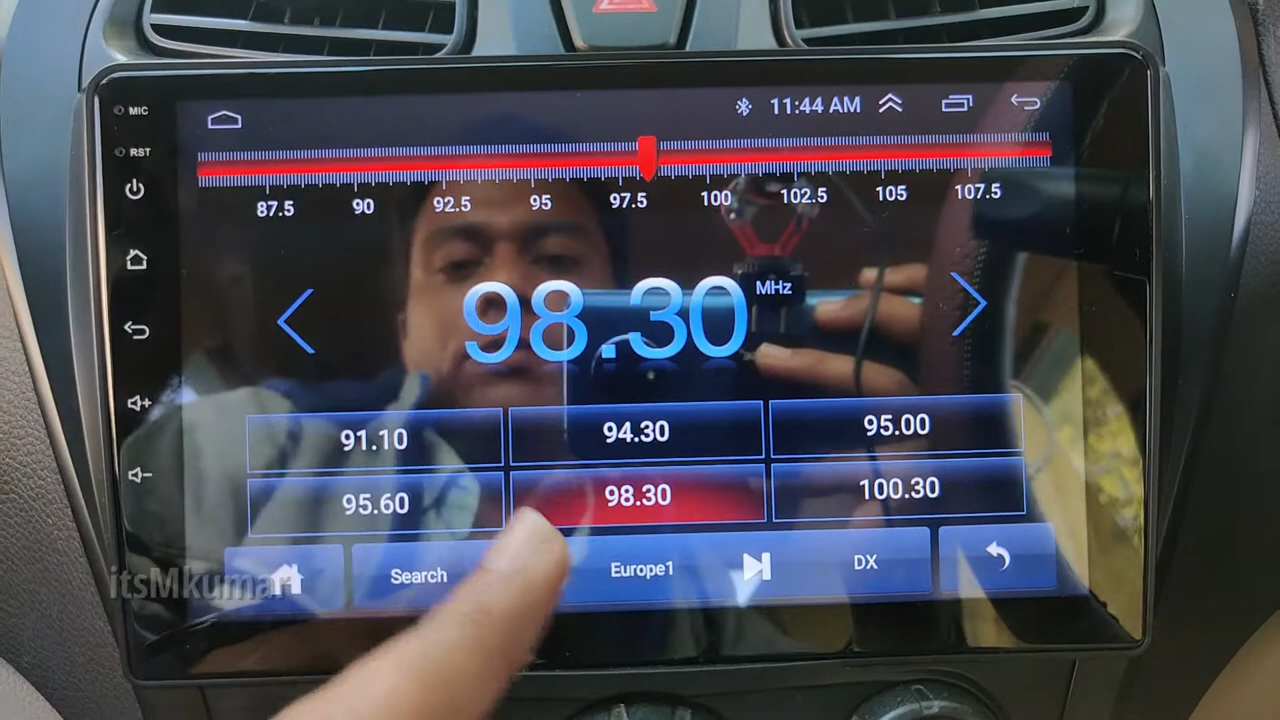 MIC
11:44 AM
RST
87.5 90 92.5 95 97.5 100 102.5 105 107.5
98.30 MHz
91.10 94.30 95.00
95.60 98.30 100.30
Search Europe1 DX
itsMkumar